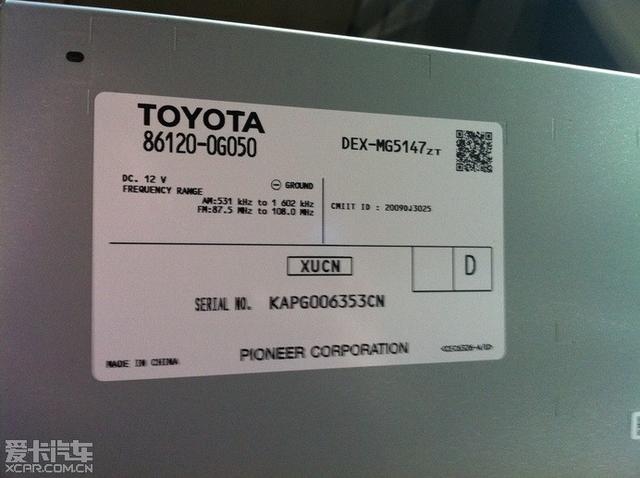 TOYOTA
86120-0G050
DEX-MG5147ZT
DC. 12 V
⊖ GROUND
FREQUENCY RANGE
AM:531 kHz to 1 602 kHz
FM:87.5 MHz to 108.0 MHz
CMIIT ID : 2009DJ3025
XUCN
D
SERIAL NO. KAPG006353CN
PIONEER CORPORATION
MADE IN CHINA
爱卡汽车
XCAR.COM.CN